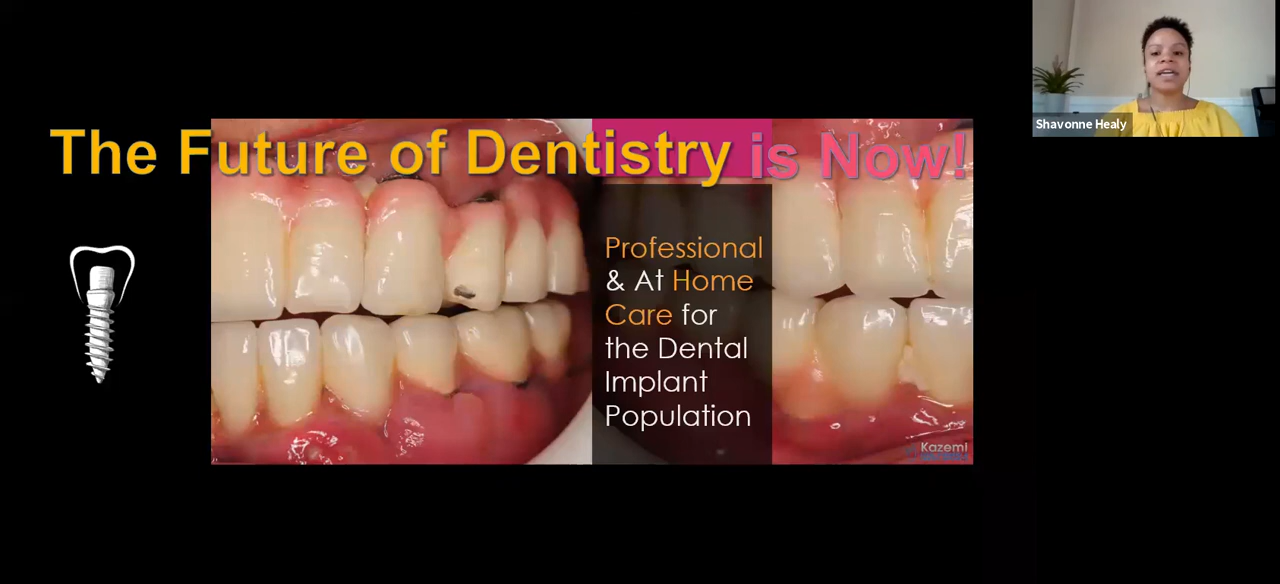 The Future of Dentistry is Now!
Shavonne Healy
Professional
& At Home
Care for
the Dental
Implant
Population
Kazemi